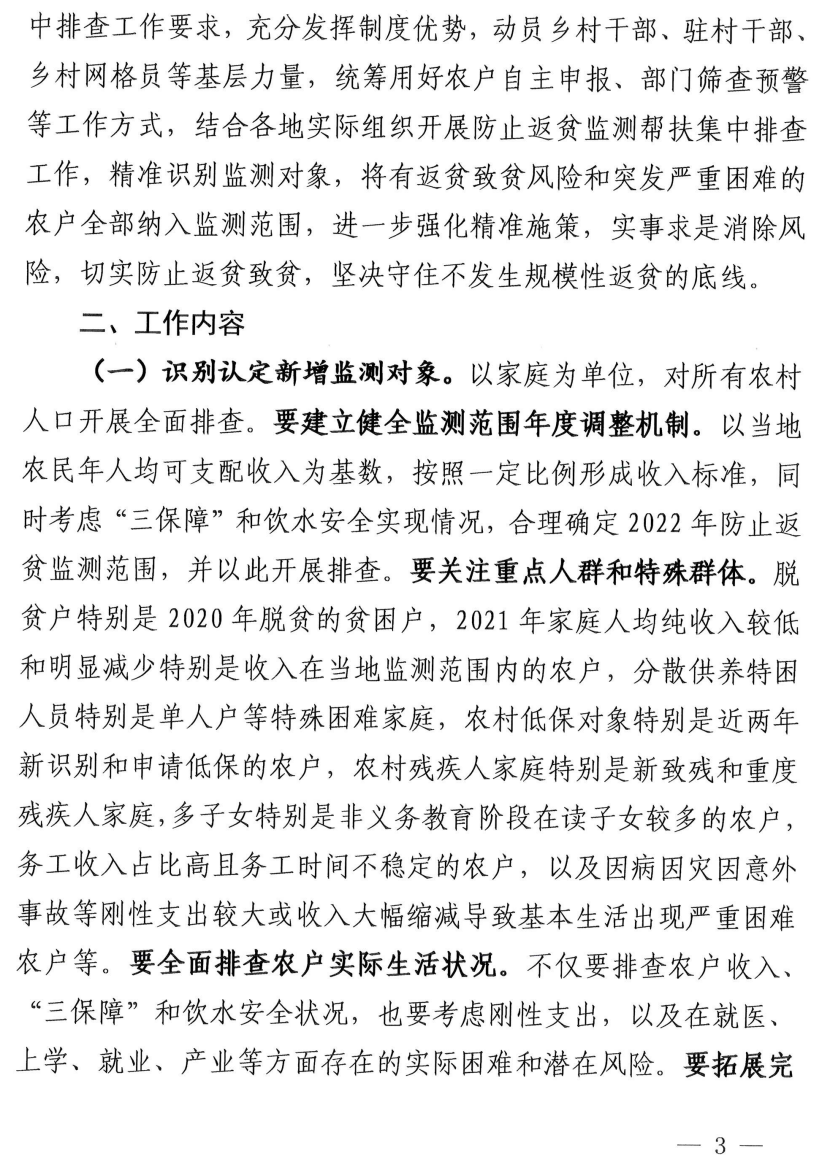 中排查工作要求，充分发挥制度优势，动员乡村干部、驻村干部、
乡村网格员等基层力量，统筹用好农户自主申报、部门筛查预警
等工作方式，结合各地实际组织开展防止返贫监测帮扶集中排查
工作，精准识别监测对象，将有返贫致贫风险和突发严重困难的
农户全部纳入监测范围，进一步强化精准施策，实事求是消除风
险，切实防止返贫致贫，坚决守住不发生规模性返贫的底线。
二、工作内容
（一）识别认定新增监测对象。以家庭为单位，对所有农村
人口开展全面排查。要建立健全监测范围年度调整机制。以当地
农民年人均可支配收入为基数，按照一定比例形成收入标准，同
时考虑“三保障”和饮水安全实现情况，合理确定 2022 年防止返
贫监测范围，并以此开展排查。要关注重点人群和特殊群体。脱
贫户特别是 2020 年脱贫的贫困户，2021 年家庭人均纯收入较低
和明显减少特别是收入在当地监测范围内的农户，分散供养特困
人员特别是单人户等特殊困难家庭，农村低保对象特别是近两年
新识别和申请低保的农户，农村残疾人家庭特别是新致残和重度
残疾人家庭，多子女特别是非义务教育阶段在读子女较多的农户，
务工收入占比高且务工时间不稳定的农户，以及因病因灾因意外
事故等刚性支出较大或收入大幅缩减导致基本生活出现严重困难
农户等。要全面排查农户实际生活状况。不仅要排查农户收入、
“三保障”和饮水安全状况，也要考虑刚性支出，以及在就医、
上学、就业、产业等方面存在的实际困难和潜在风险。要拓展完
— 3 —